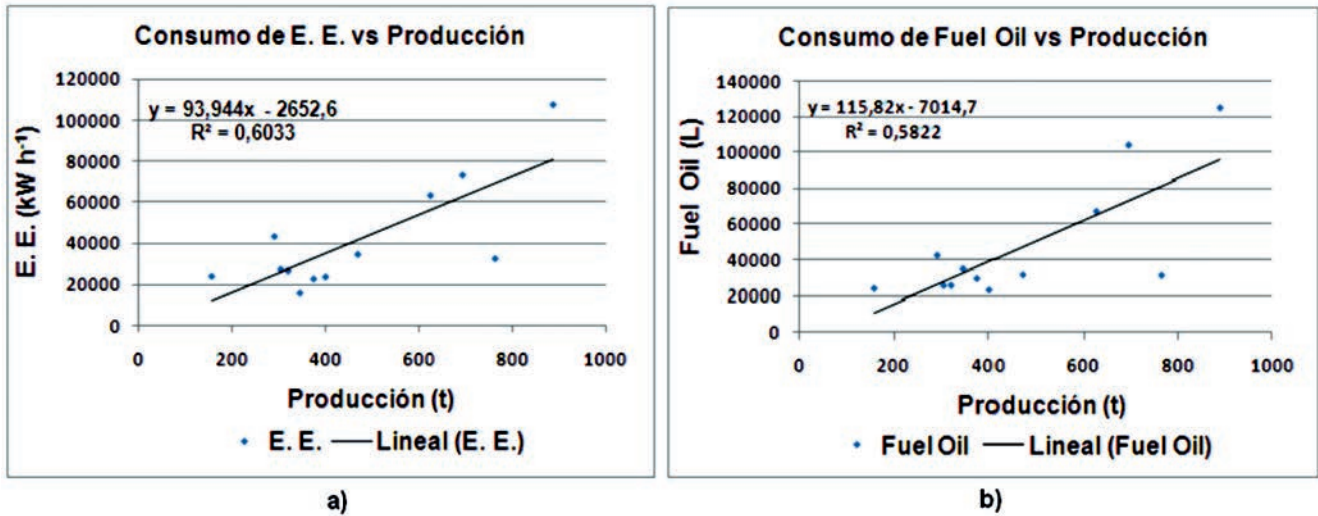 Consumo de E. E. vs Producción
E. E. (kW h⁻¹)
120000
100000
80000
60000
40000
20000
0
y = 93,944x - 2652,6
R² = 0,6033
0 200 400 600 800 1000
Producción (t)
E. E. Lineal (E. E.)
a)
Consumo de Fuel Oil vs Producción
Fuel Oil (L)
140000
120000
100000
80000
60000
40000
20000
0
y = 115,82x - 7014,7
R² = 0,5822
0 200 400 600 800 1000
Producción (t)
Fuel Oil Lineal (Fuel Oil)
b)